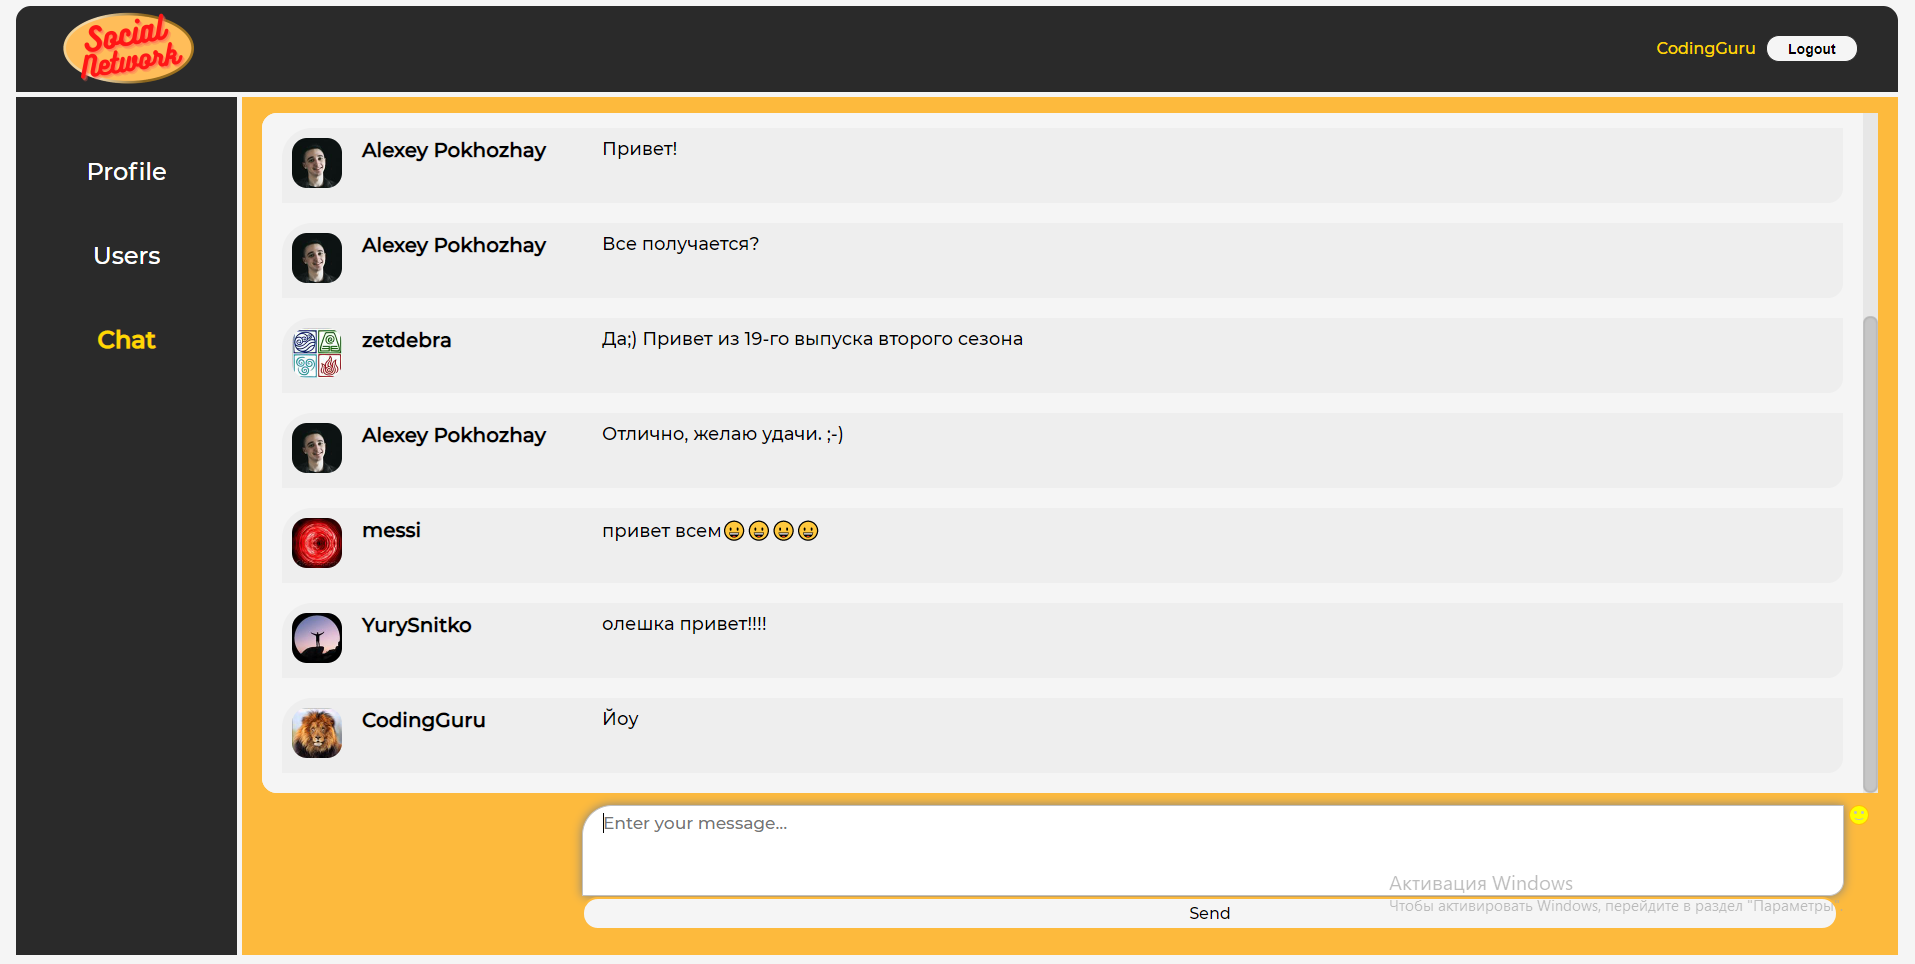 Social
Network
CodingGuru
Logout
Profile
Users
Chat
Alexey Pokhozhay
Привет!
Alexey Pokhozhay
Все получается?
zetdebra
Да;) Привет из 19-го выпуска второго сезона
Alexey Pokhozhay
Отлично, желаю удачи. ;-)
messi
привет всем😀😀😀😀
YurySnitko
олешка привет!!!!
CodingGuru
Йоу
Enter your message...
Активация Windows
Чтобы активировать Windows, перейдите в раздел "Параметры
Send